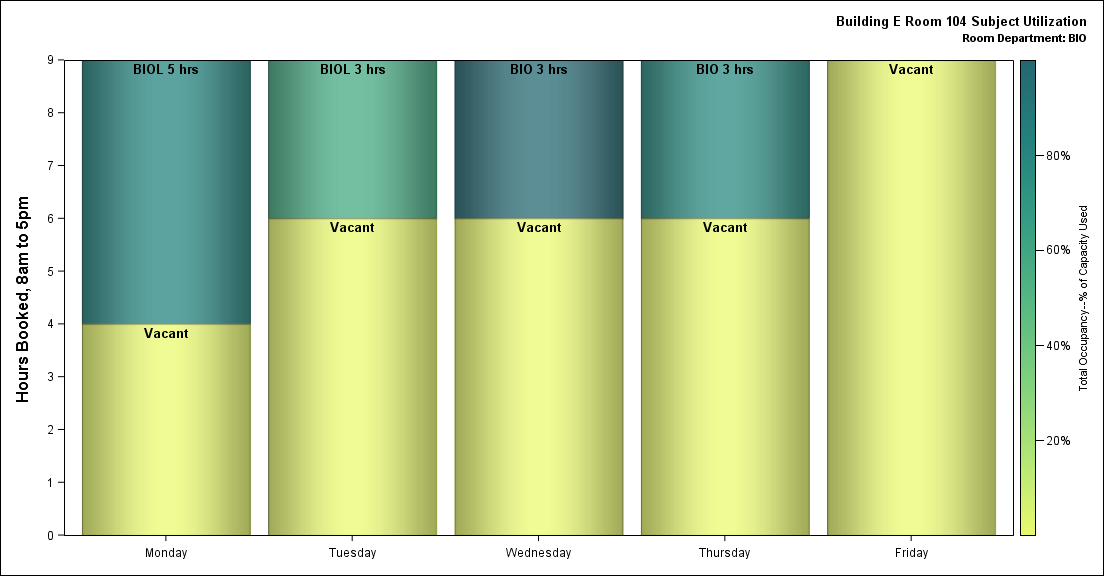 Building E Room 104 Subject Utilization
Room Department: BIO
Hours Booked, 8am to 5pm
9
8
7
6
5
4
3
2
1
0
BIOL 5 hrs
Vacant
BIOL 3 hrs
Vacant
BIO 3 hrs
Vacant
BIO 3 hrs
Vacant
Vacant
Monday
Tuesday
Wednesday
Thursday
Friday
80%
60%
40%
20%
Total Occupancy--% of Capacity Used